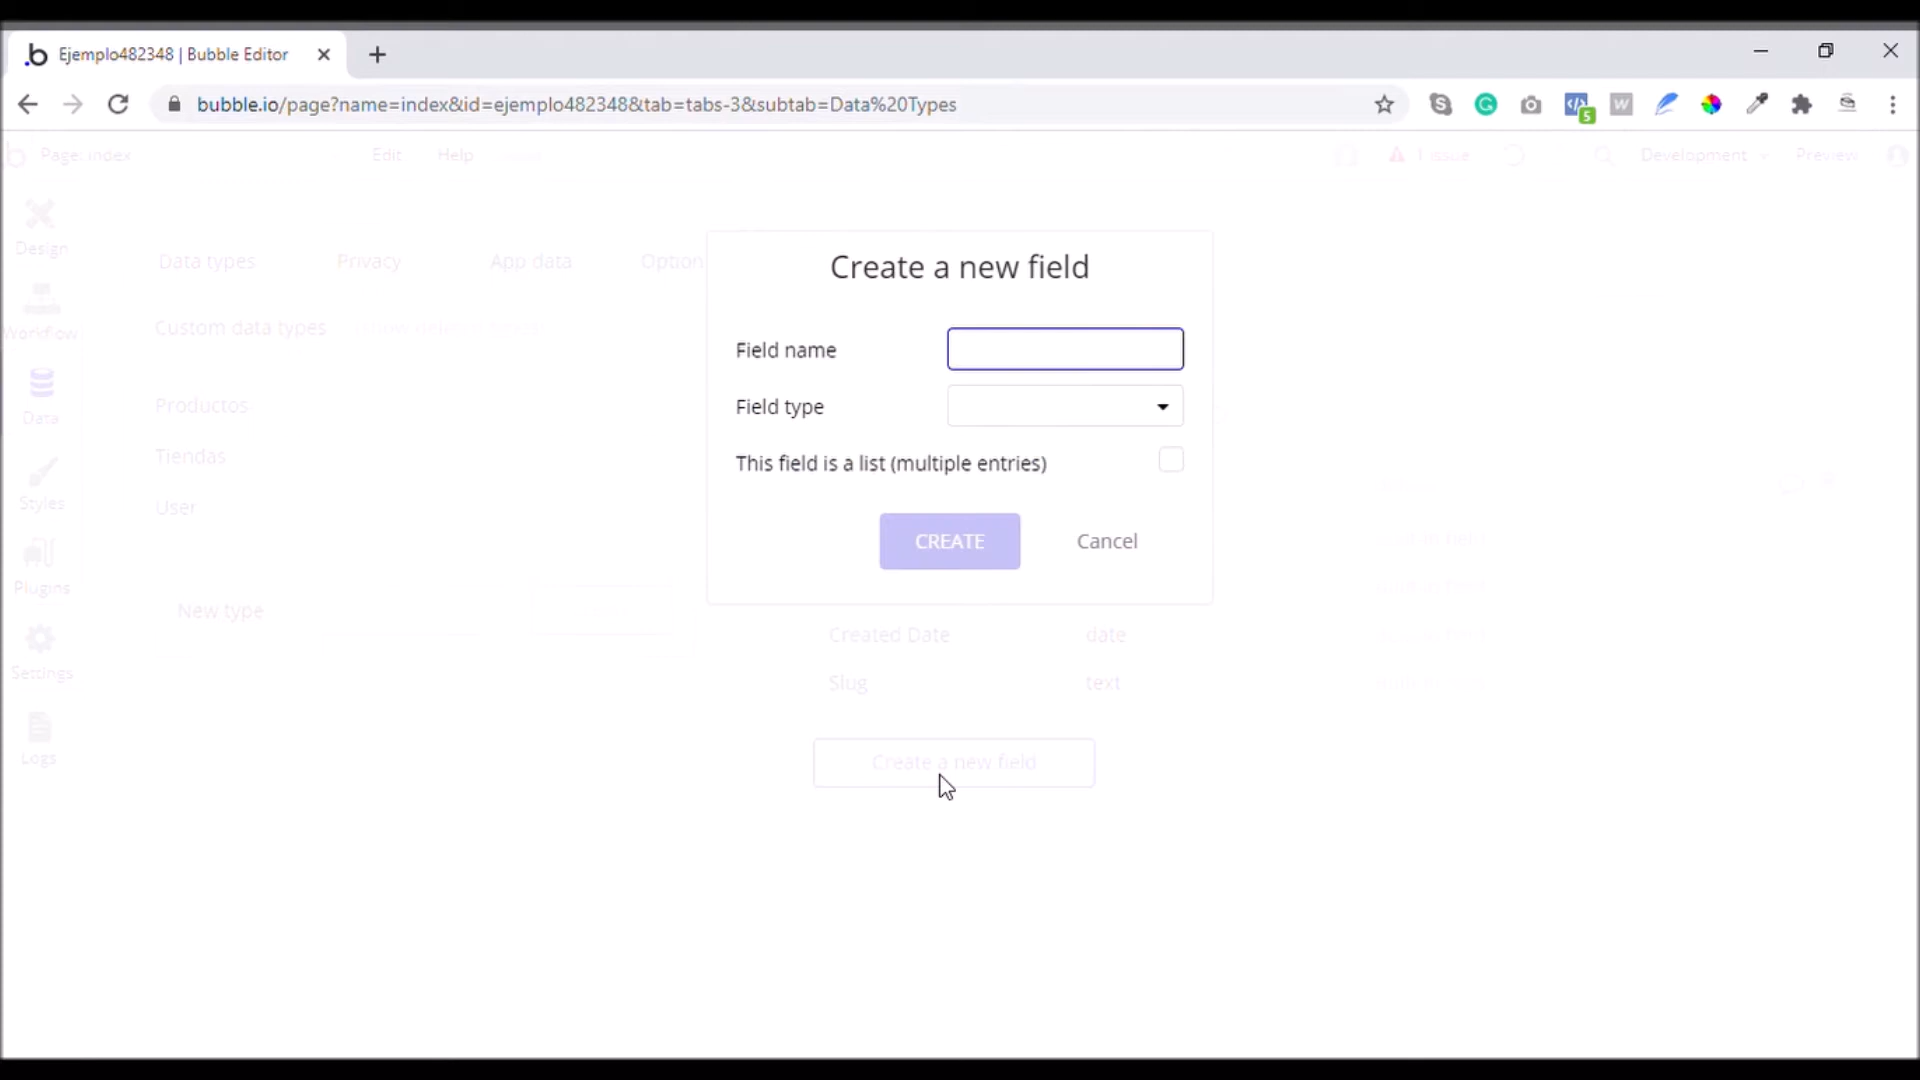 Ejemplo482348 | Bubble Editor
bubble.io/page?name=index&id=ejemplo482348&tab=tabs-3&subtab=Data%20Types
5
Page: index
Edit
Help
1 issue
Development
Preview
Design
Workflow
Data
Styles
Plugins
Settings
Logs
Data types
Privacy
App data
Option
Custom data types
Productos
Tiendas
User
New type
Create a new field
Field name
Field type
This field is a list (multiple entries)
CREATE
Cancel
Created Date
date
Slug
text
Create a new field